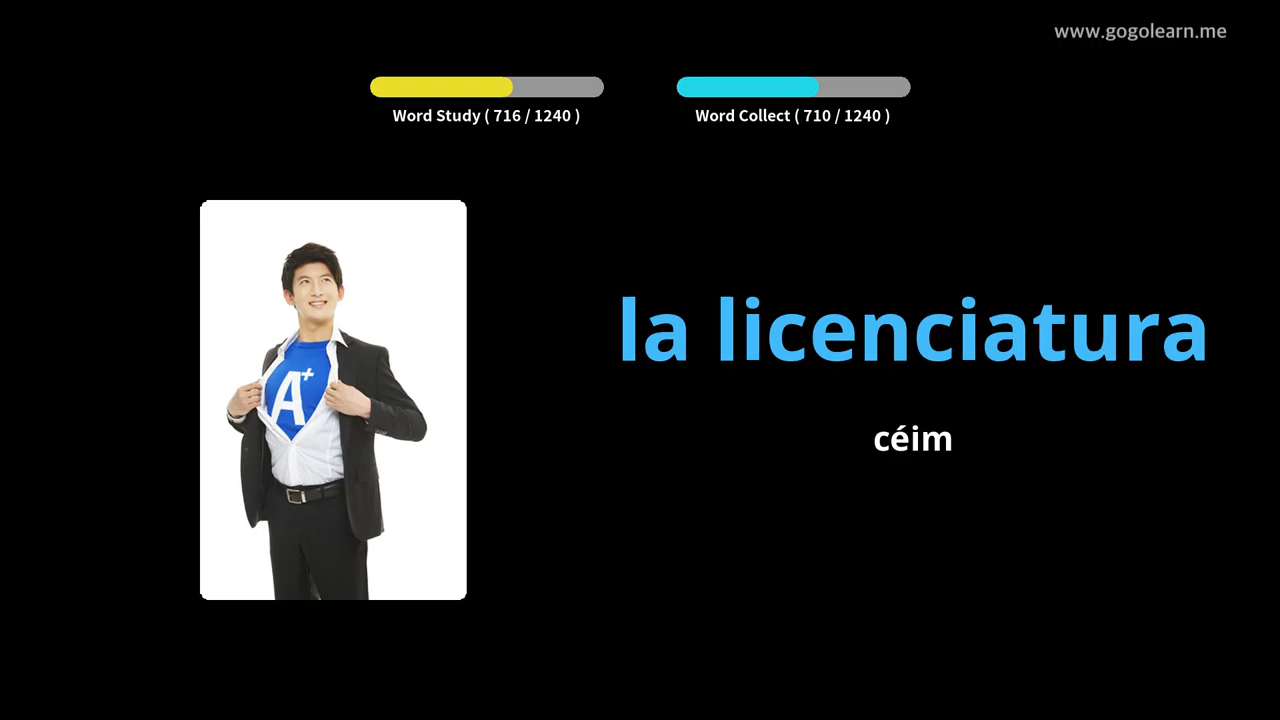 www.gogolearn.me
Word Study ( 716 / 1240 )
Word Collect ( 710 / 1240 )
A+
la licenciatura
céim